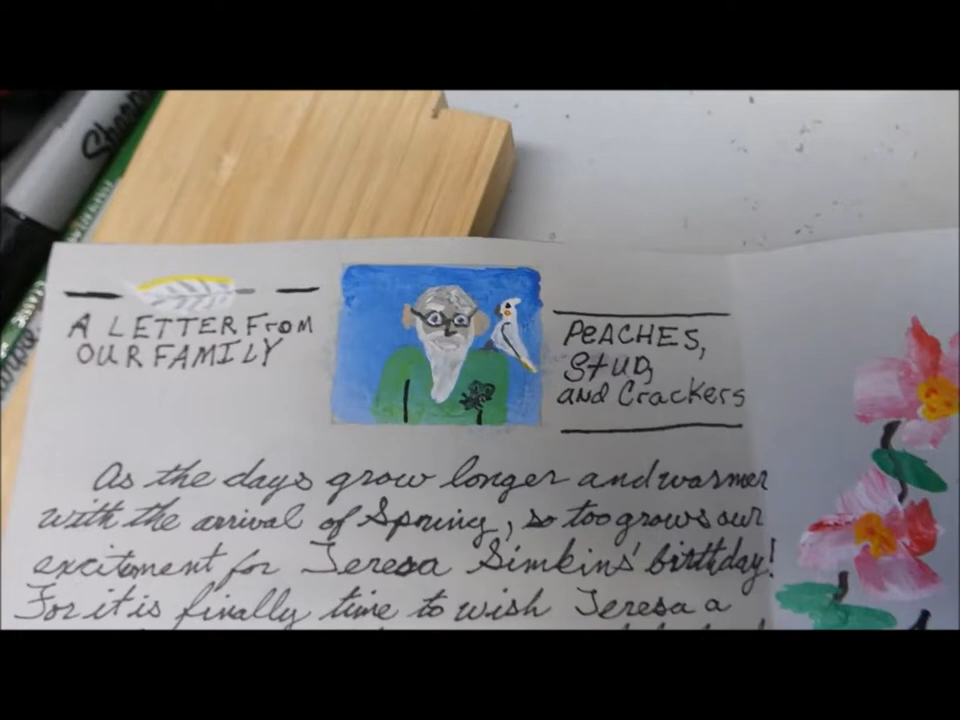 Sharp
A LETTER FROM
OUR FAMILY
PEACHES,
STUD,
and Crackers
As the days grow longer and warmer
with the arrival of Spring, so too grows our
excitement for Teresa Simkins' birthday!
For it is finally time to wish Teresa a